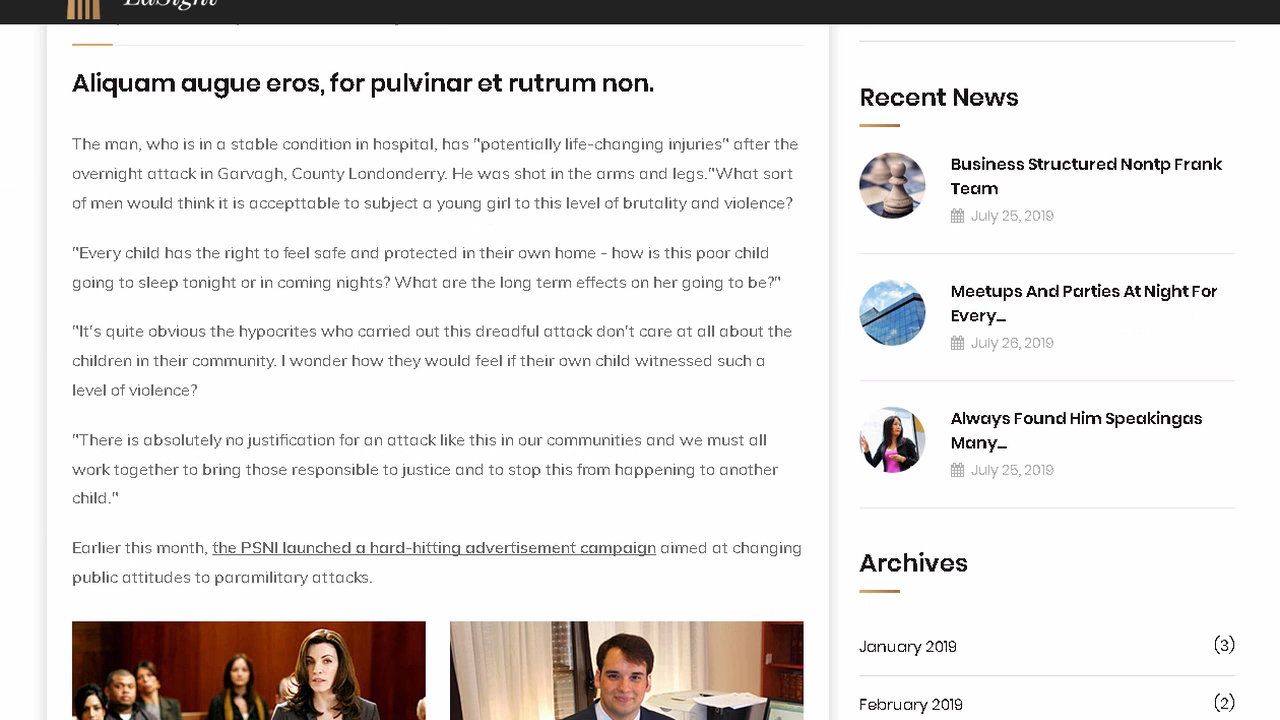 Aliquam augue eros, for pulvinar et rutrum non.
The man, who is in a stable condition in hospital, has "potentially life-changing injuries" after the
overnight attack in Garvagh, County Londonderry. He was shot in the arms and legs."What sort
of men would think it is accepttable to subject a young girl to this level of brutality and violence?
"Every child has the right to feel safe and protected in their own home - how is this poor child
going to sleep tonight or in coming nights? What are the long term effects on her going to be?"
"It's quite obvious the hypocrites who carried out this dreadful attack don't care at all about the
children in their community. I wonder how they would feel if their own child witnessed such a
level of violence?
"There is absolutely no justification for an attack like this in our communities and we must all
work together to bring those responsible to justice and to stop this from happening to another
child."
Earlier this month, the PSNI launched a hard-hitting advertisement campaign aimed at changing
public attitudes to paramilitary attacks.
Recent News
Business Structured Nontp Frank
Team
July 25, 2019
Meetups And Parties At Night For
Every...
July 26, 2019
Always Found Him Speakingas
Many...
July 25, 2019
Archives
January 2019 (3)
February 2019 (2)